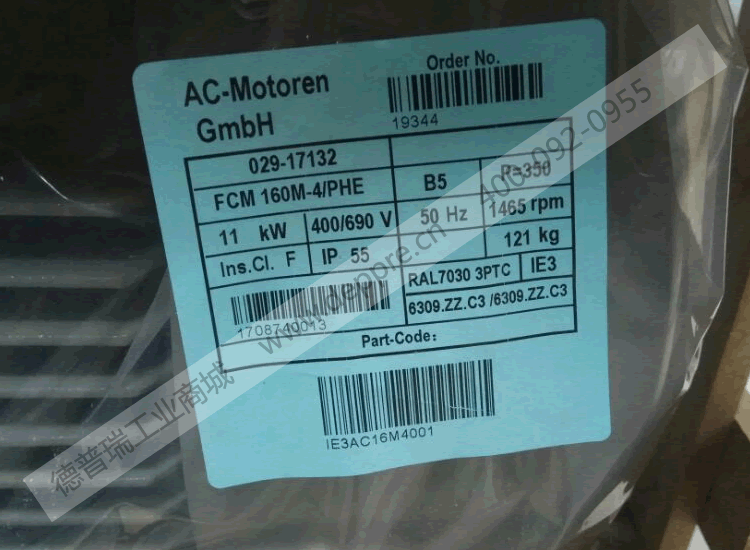 AC-Motoren
GmbH
Order No.
19344
029-17132
FCM 160M-4/PHE
B5
P=350
11 kW
400/690 V
50 Hz
1465 rpm
Ins.Cl. F
IP 55
121 kg
RAL7030 3PTC
IE3
6309.ZZ.C3 /6309.ZZ.C3
1708740013
Part-Code:
IE3AC16M4001
德普瑞工业商城 www.deppre.cn 400-092-0955